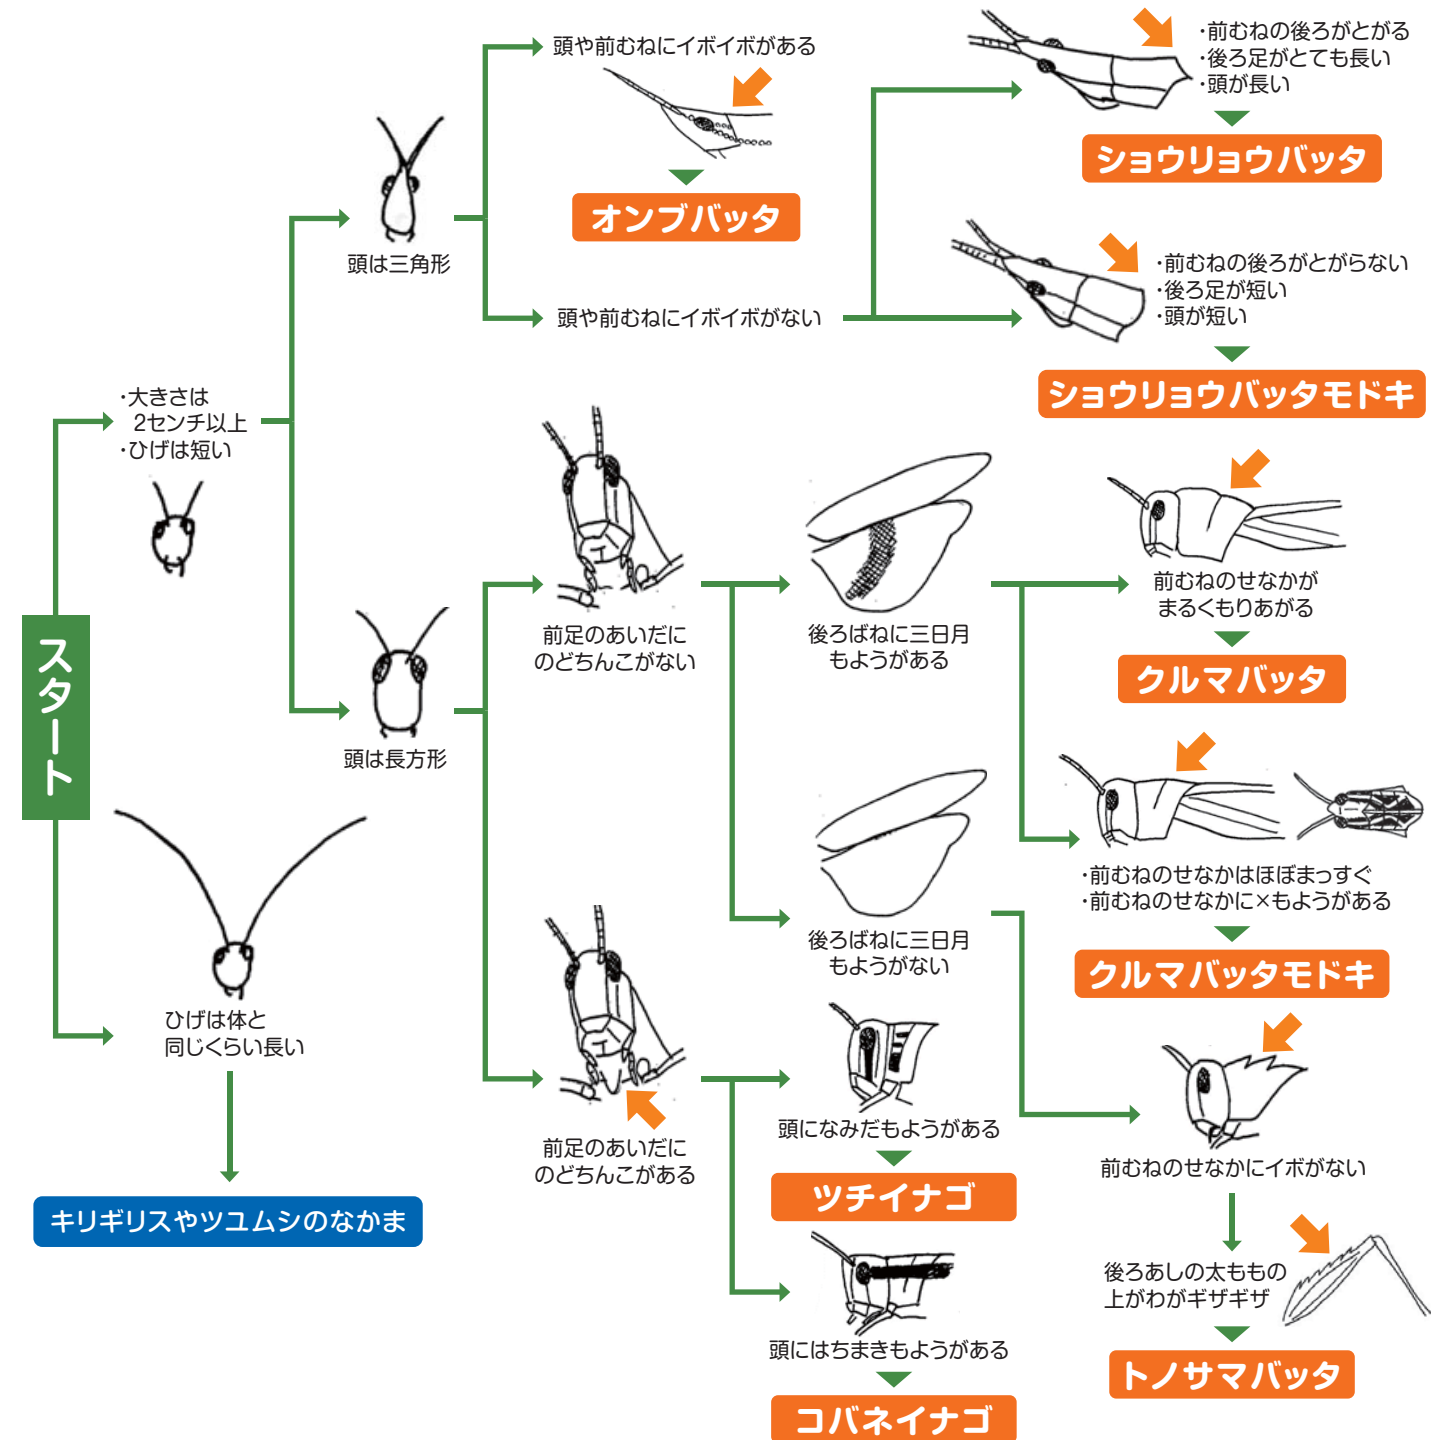 スタート
・大きさは
2センチ以上
・ひげは短い
頭は三角形
頭や前むねにイボイボがある
オンブバッタ
頭や前むねにイボイボがない
・前むねの後ろがとがる
・後ろ足がとても長い
・頭が長い
ショウリョウバッタ
・前むねの後ろがとがらない
・後ろ足が短い
・頭が短い
ショウリョウバッタモドキ
頭は長方形
前足のあいだに
のどちんこがない
後ろばねに三日月
もようがある
前むねのせなかが
まるくもりあがる
クルマバッタ
・前むねのせなかはほぼまっすぐ
・前むねのせなかに×もようがある
クルマバッタモドキ
後ろばねに三日月
もようがない
前むねのせなかにイボがない
後ろあしの太ももの
上がわがギザギザ
トノサマバッタ
前足のあいだに
のどちんこがある
頭になみだもようがある
ツチイナゴ
頭にはちまきもようがある
コバネイナゴ
ひげは体と
同じくらい長い
キリギリスやツユムシのなかま